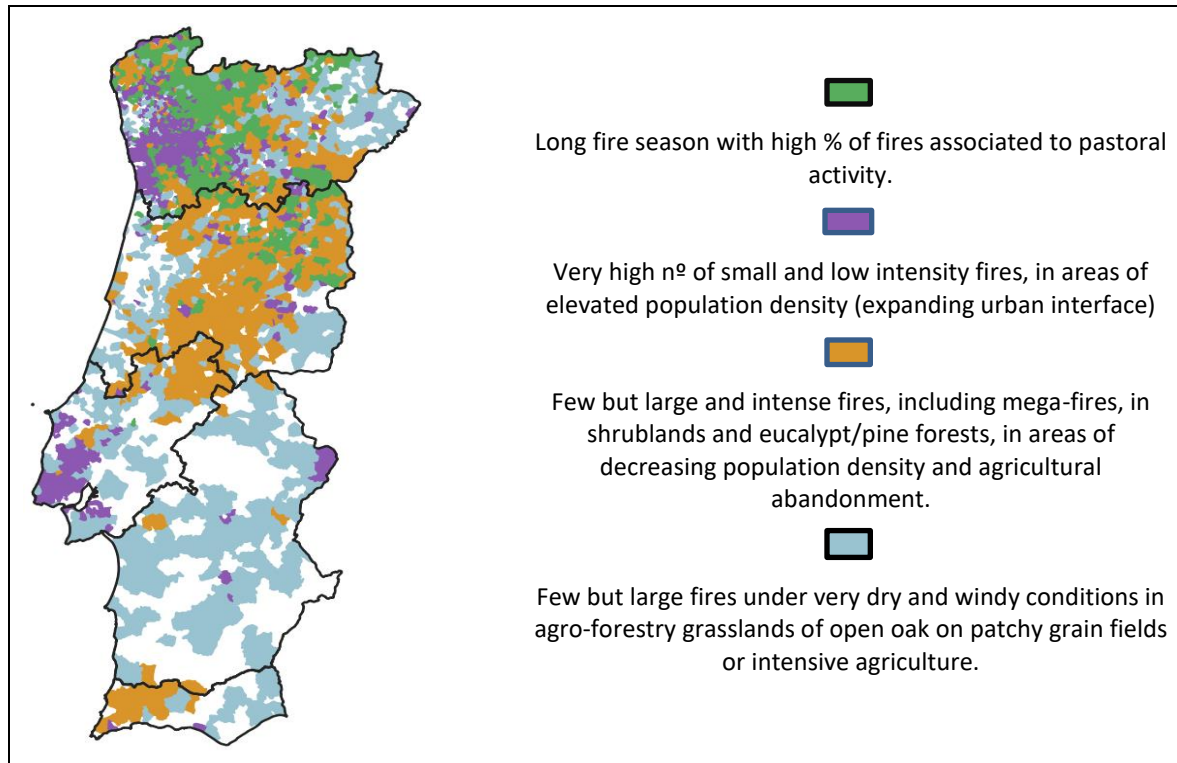 Long fire season with high % of fires associated to pastoral
activity.
Very high nº of small and low intensity fires, in areas of
elevated population density (expanding urban interface)
Few but large and intense fires, including mega-fires, in
shrublands and eucalypt/pine forests, in areas of
decreasing population density and agricultural
abandonment.
Few but large fires under very dry and windy conditions in
agro-forestry grasslands of open oak on patchy grain fields
or intensive agriculture.